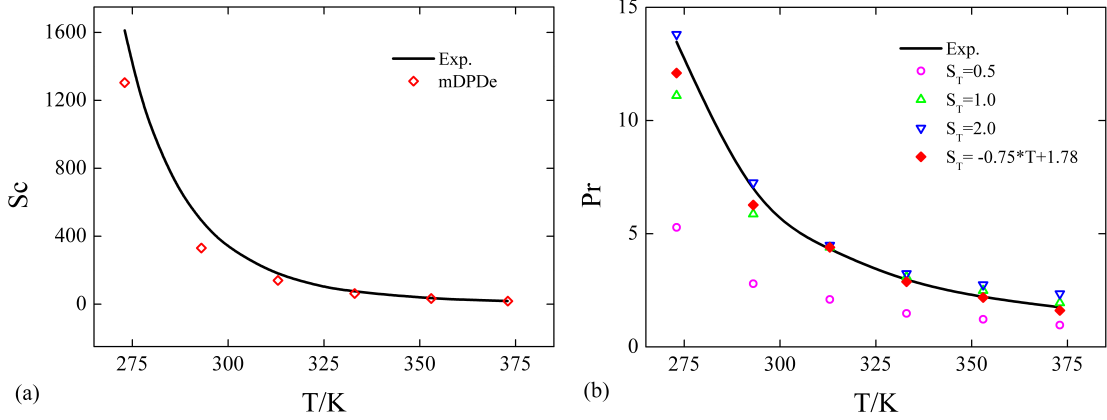 1600
1200
800
400
0
Sc
Exp.
mDPDe
275 300 325 350 375
T/K
(a)
15
10
5
0
Pr
Exp.
S_T=0.5
S_T=1.0
S_T=2.0
S_T= -0.75*T+1.78
275 300 325 350 375
T/K
(b)